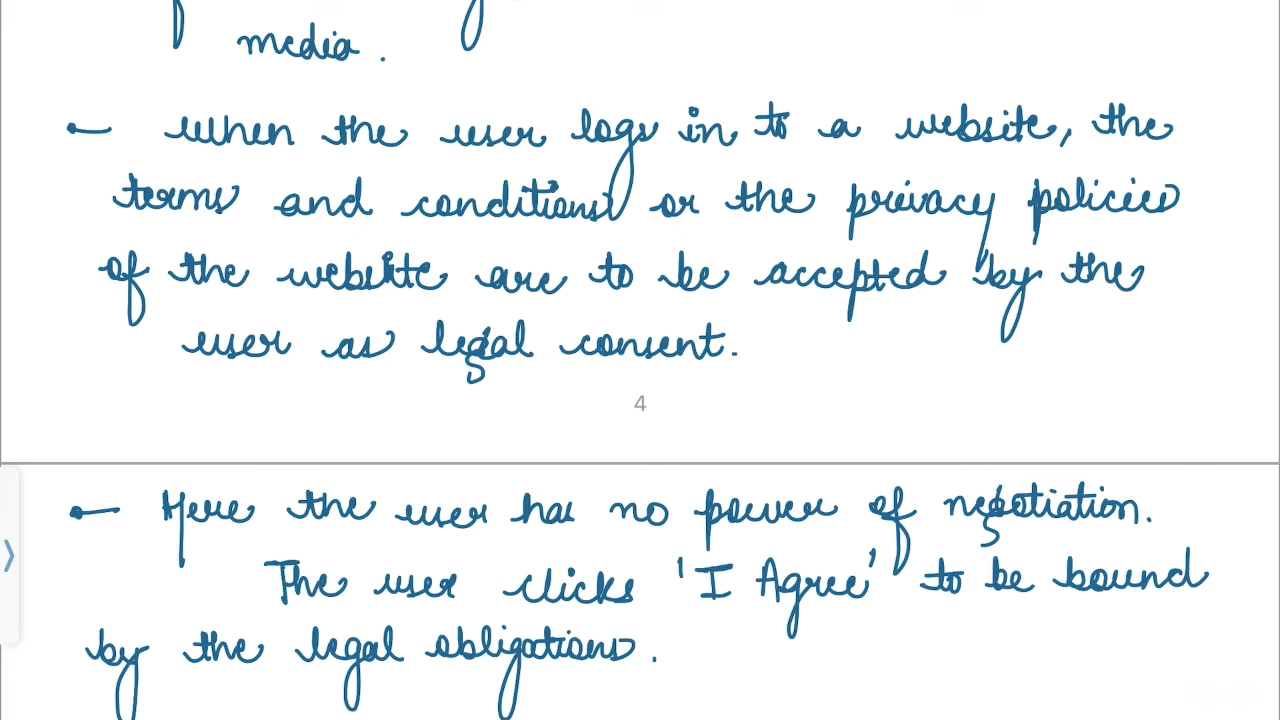 media.
– When the user logs in to a website, the
terms and conditions or the privacy policies
of the website are to be accepted by the
user as legal consent.
4
– Here the user has no power of negotiation.
The user clicks 'I Agree' to be bound
by the legal obligations.